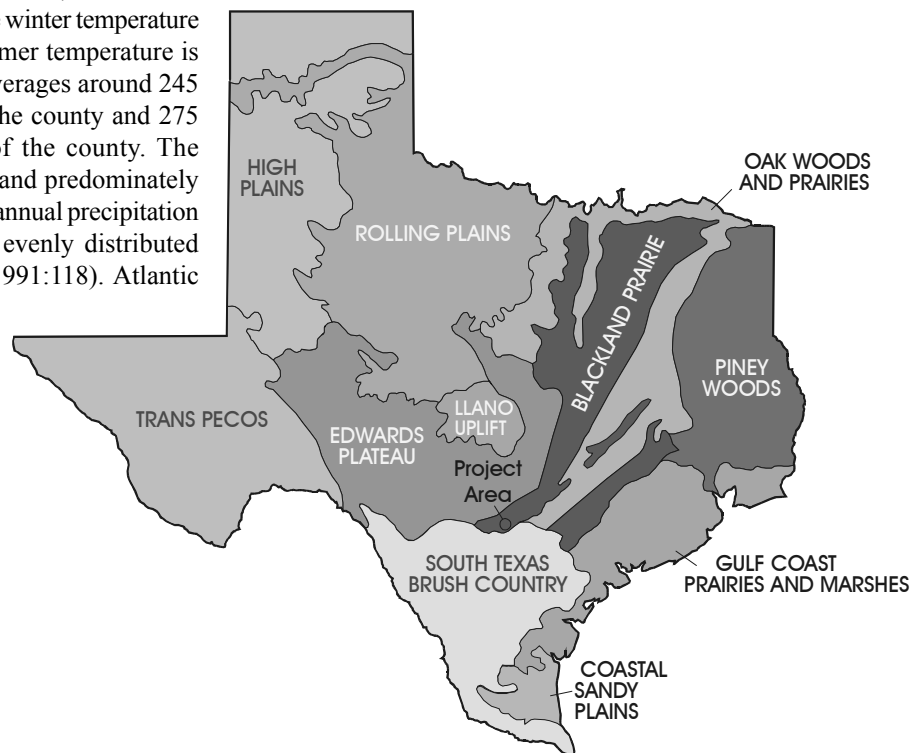 winter temperature
mer temperature is
verages around 245
he county and 275
of the county. The
and predominately
annual precipitation
evenly distributed
991:118). Atlantic
HIGH
PLAINS
OAK WOODS
AND PRAIRIES
ROLLING PLAINS
BLACKLAND PRAIRIE
PINEY
WOODS
TRANS PECOS
LLANO
UPLIFT
EDWARDS
PLATEAU
Project
Area
SOUTH TEXAS
BRUSH COUNTRY
GULF COAST
PRAIRIES AND MARSHES
COASTAL
SANDY
PLAINS